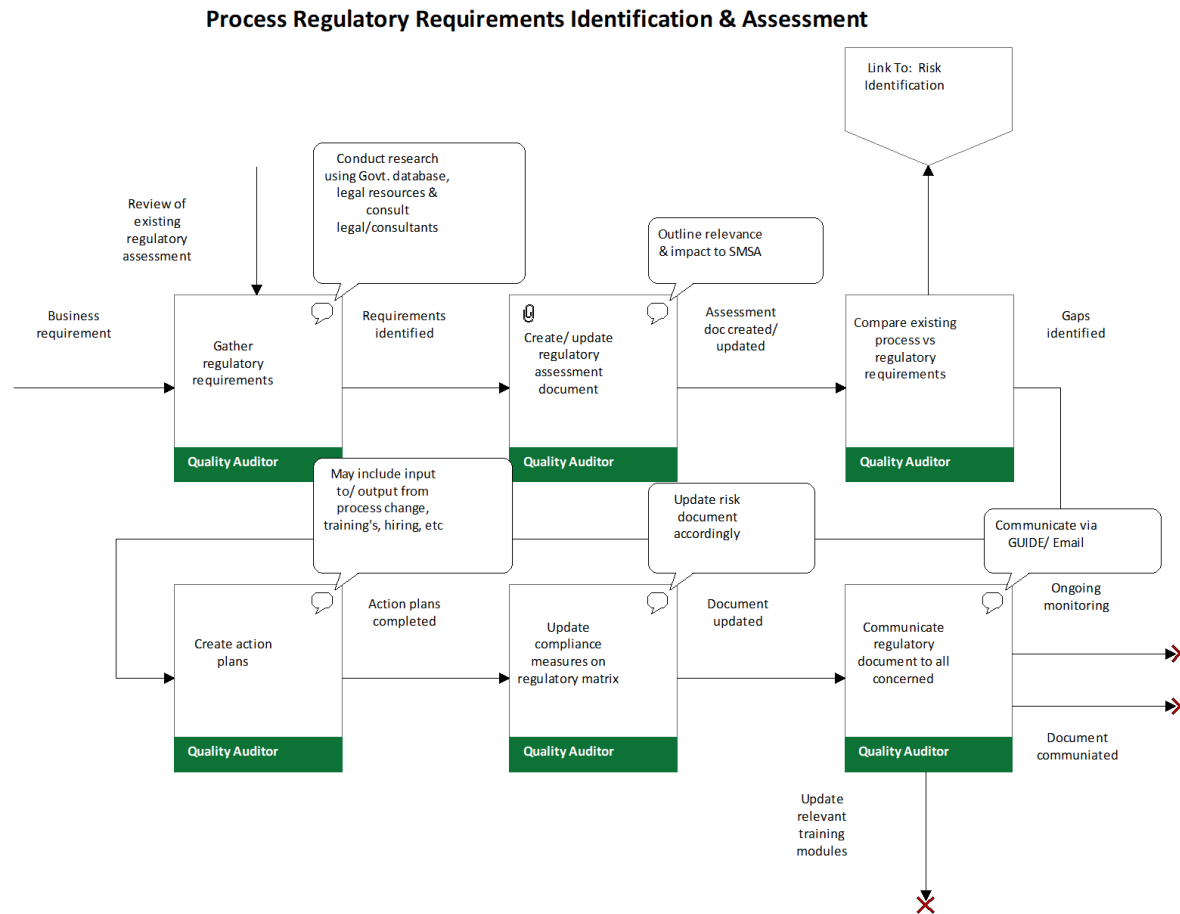 Process Regulatory Requirements Identification & Assessment
Link To:  Risk
Identification
Conduct research
using Govt. database,
legal resources &
consult
legal/consultants
Review of
existing
regulatory
assessment
Outline relevance
& impact to SMSA
Business
requirement
Gather
regulatory
requirements
Quality Auditor
Requirements
identified
Create/ update
regulatory
assessment
document
Quality Auditor
Assessment
doc created/
updated
Compare existing
process vs
regulatory
requirements
Quality Auditor
Gaps
identified
May include input
to/ output from
process change,
training's, hiring, etc
Update risk
document
accordingly
Communicate via
GUIDE/ Email
Create action
plans
Quality Auditor
Action plans
completed
Update
compliance
measures on
regulatory matrix
Quality Auditor
Document
updated
Communicate
regulatory
document to all
concerned
Quality Auditor
Ongoing
monitoring
Document
communiated
Update
relevant
training
modules